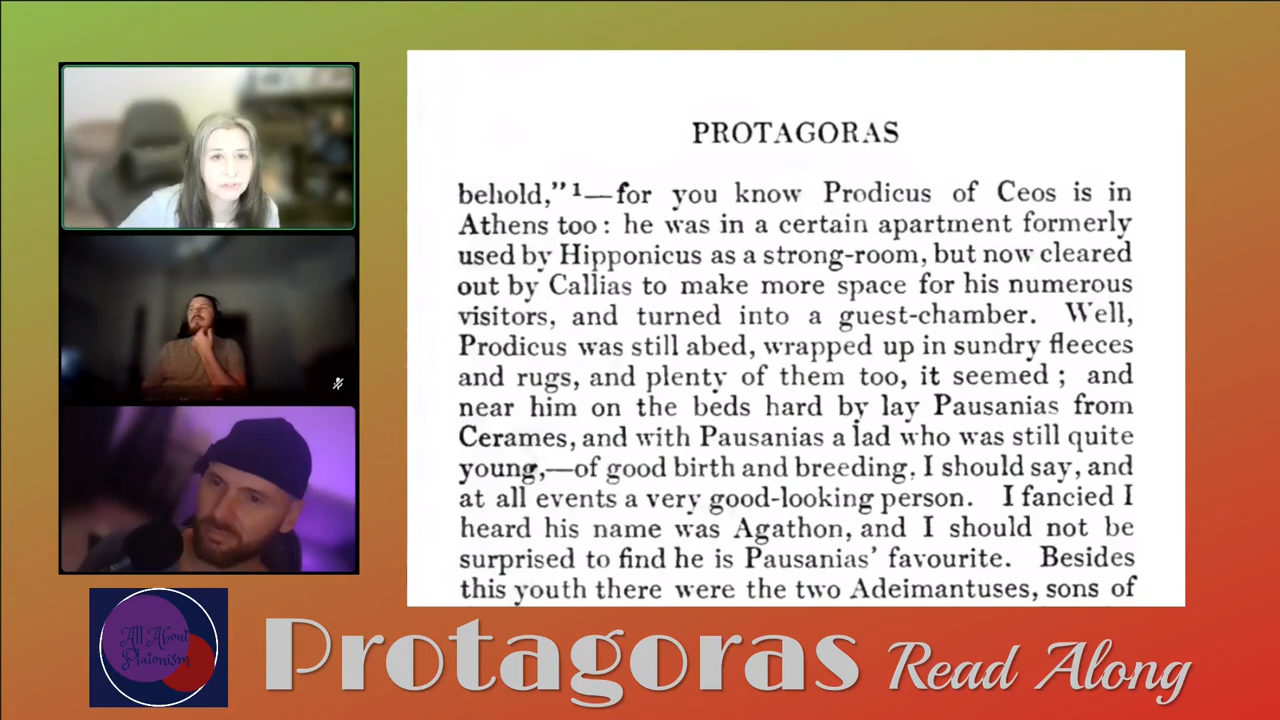 PROTAGORAS
behold,” ¹—for you know Prodicus of Ceos is in
Athens too : he was in a certain apartment formerly
used by Hipponicus as a strong-room, but now cleared
out by Callias to make more space for his numerous
visitors, and turned into a guest-chamber. Well,
Prodicus was still abed, wrapped up in sundry fleeces
and rugs, and plenty of them too, it seemed ; and
near him on the beds hard by lay Pausanias from
Cerames, and with Pausanias a lad who was still quite
young,—of good birth and breeding, I should say, and
at all events a very good-looking person. I fancied I
heard his name was Agathon, and I should not be
surprised to find he is Pausanias’ favourite. Besides
this youth there were the two Adeimantuses, sons of
All About
Platonism
Protagoras Read Along